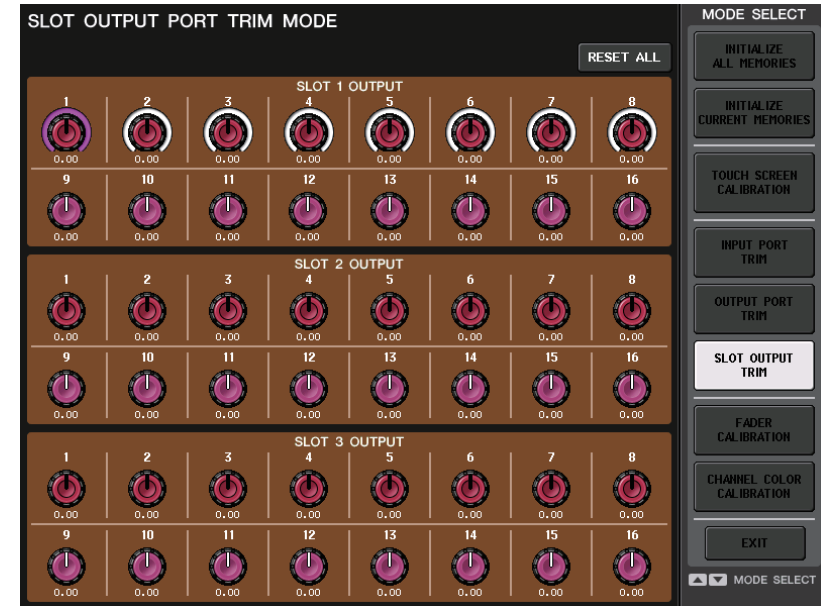 SLOT OUTPUT PORT TRIM MODE
RESET ALL
SLOT 1 OUTPUT
1 2 3 4 5 6 7 8
0.00 0.00 0.00 0.00 0.00 0.00 0.00 0.00
9 10 11 12 13 14 15 16
0.00 0.00 0.00 0.00 0.00 0.00 0.00 0.00
SLOT 2 OUTPUT
1 2 3 4 5 6 7 8
0.00 0.00 0.00 0.00 0.00 0.00 0.00 0.00
9 10 11 12 13 14 15 16
0.00 0.00 0.00 0.00 0.00 0.00 0.00 0.00
SLOT 3 OUTPUT
1 2 3 4 5 6 7 8
0.00 0.00 0.00 0.00 0.00 0.00 0.00 0.00
9 10 11 12 13 14 15 16
0.00 0.00 0.00 0.00 0.00 0.00 0.00 0.00
MODE SELECT
INITIALIZE
ALL MEMORIES
INITIALIZE
CURRENT MEMORIES
TOUCH SCREEN
CALIBRATION
INPUT PORT
TRIM
OUTPUT PORT
TRIM
SLOT OUTPUT
TRIM
FADER
CALIBRATION
CHANNEL COLOR
CALIBRATION
EXIT
MODE SELECT